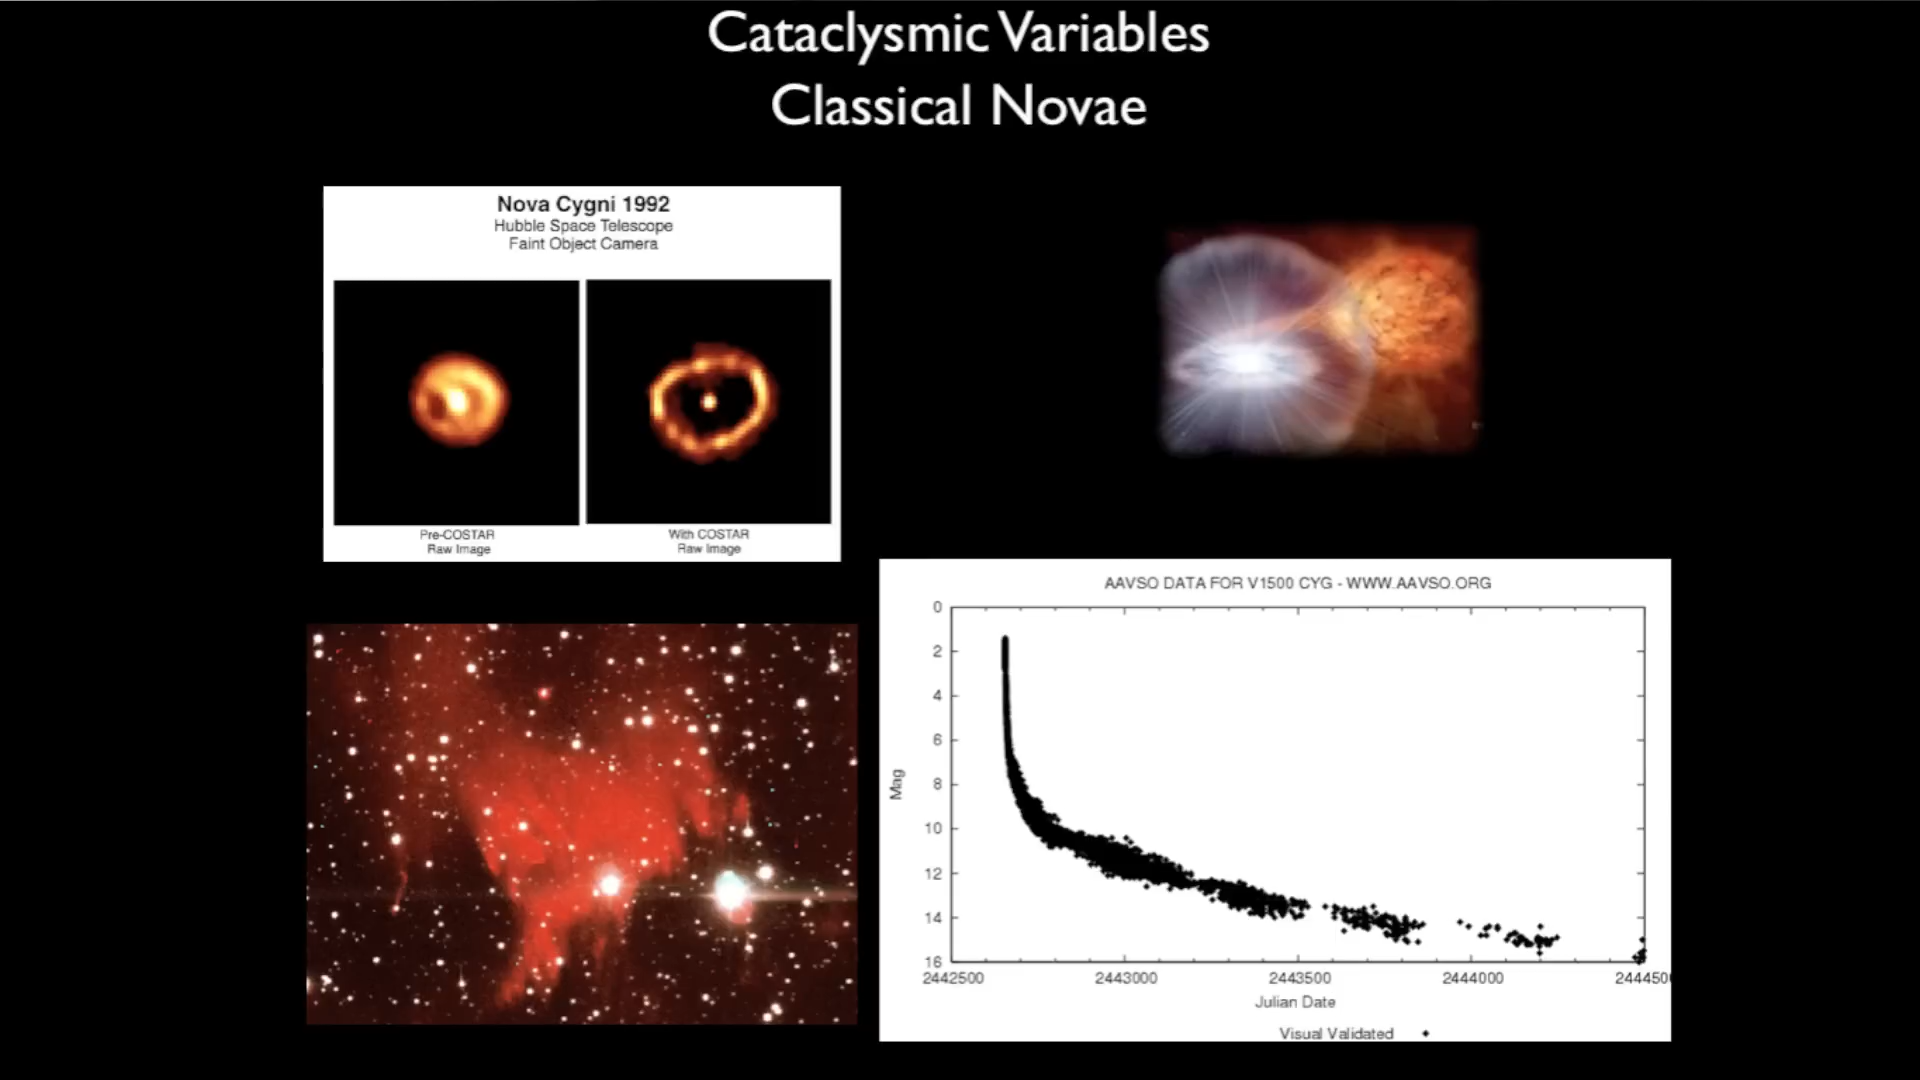 Cataclysmic Variables
Classical Novae
Nova Cygni 1992
Hubble Space Telescope
Faint Object Camera
Pre-COSTAR
Raw Image
With COSTAR
Raw Image
AAVSO DATA FOR V1500 CYG - WWW.AAVSO.ORG
0
2
4
6
8
10
12
14
16
Mag
2442500 2443000 2443500 2444000 244450
Julian Date
Visual Validated